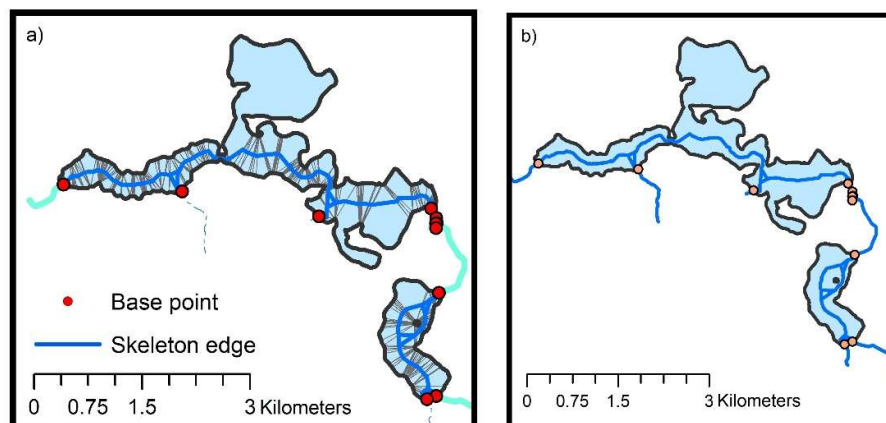 a)
Base point
Skeleton edge
0 0.75 1.5 3 Kilometers
b)
0 0.75 1.5 3 Kilometers